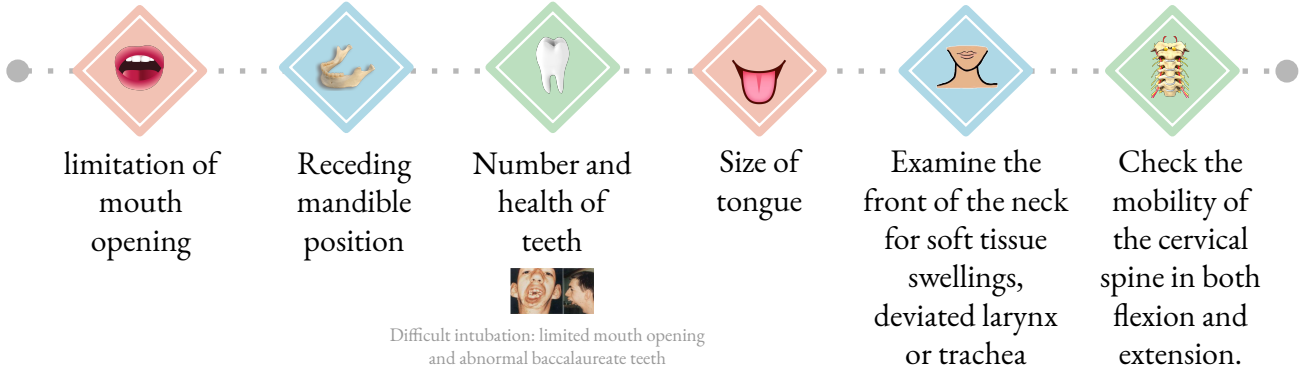 limitation of
mouth
opening
Receding
mandible
position
Number and
health of
teeth
Difficult intubation: limited mouth opening
and abnormal baccalaureate teeth
Size of
tongue
Examine the
front of the neck
for soft tissue
swellings,
deviated larynx
or trachea
Check the
mobility of
the cervical
spine in both
flexion and
extension.